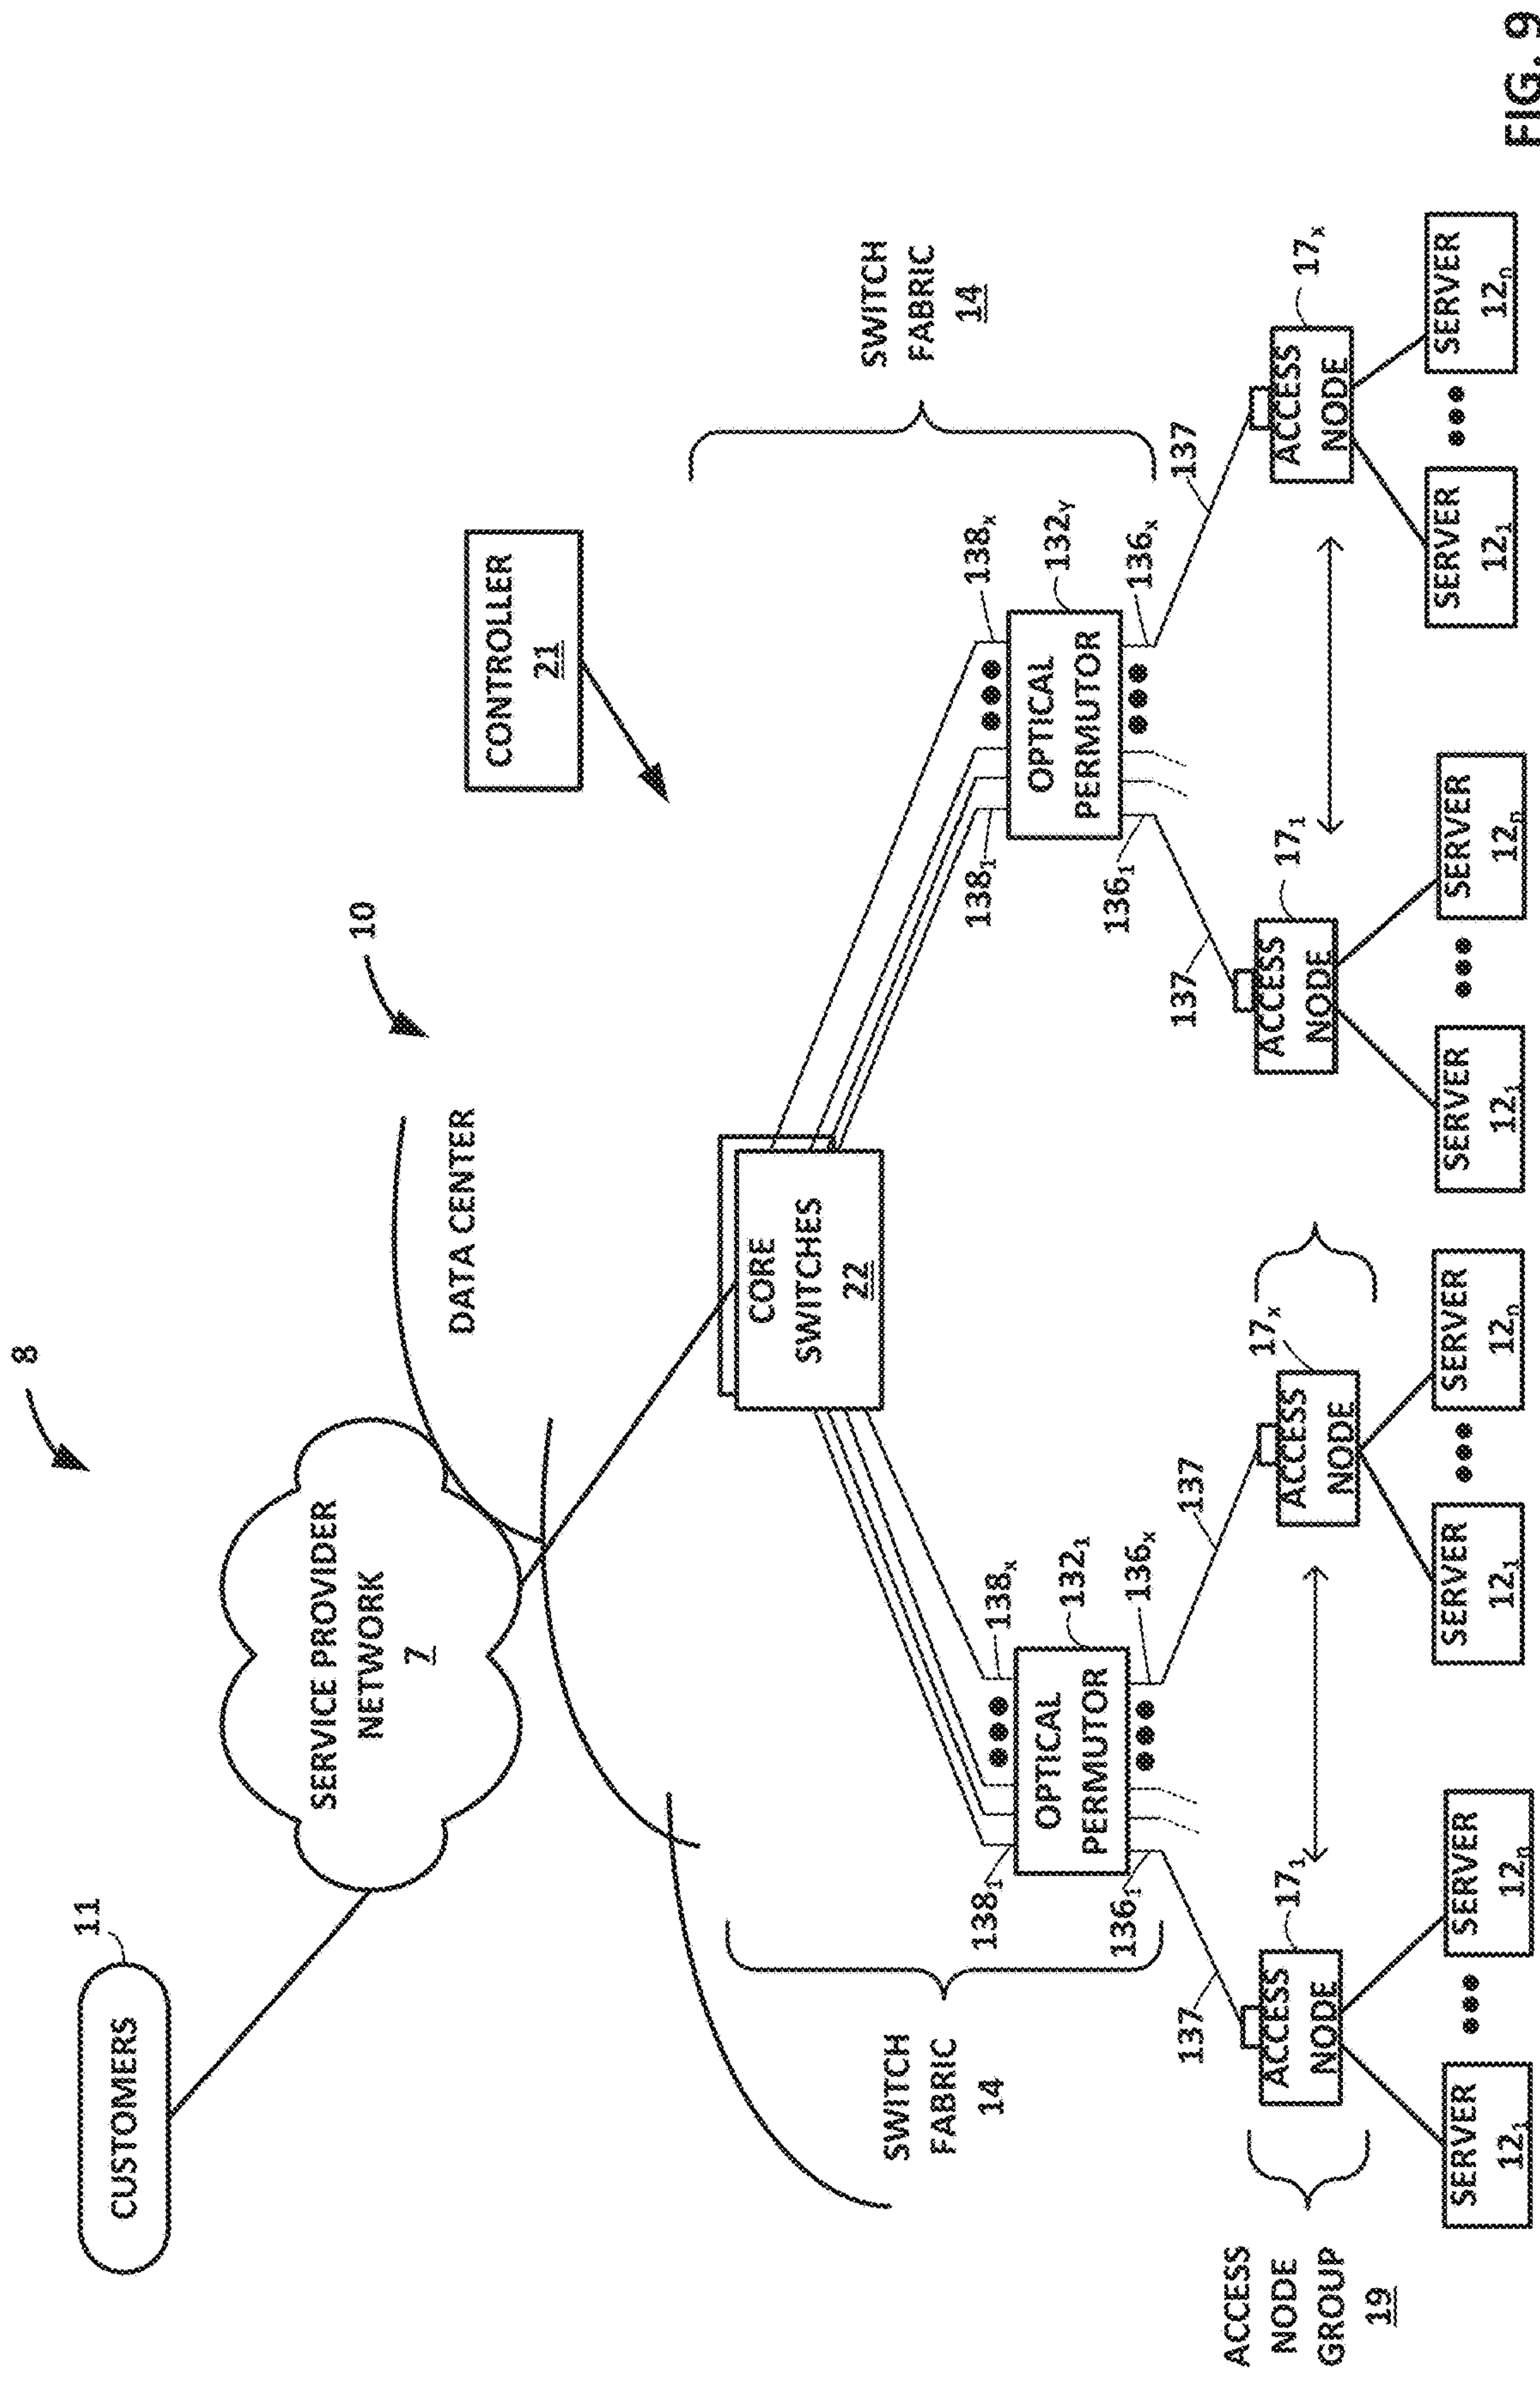 8
CUSTOMERS
11
SERVICE PROVIDER
NETWORK
7
10
DATA CENTER
CONTROLLER
21
CORE
SWITCHES
22
SWITCH
FABRIC
14
SWITCH
FABRIC
14
138₁
138ₓ
138₁
138ₓ
OPTICAL
PERMUTOR
132₁
OPTICAL
PERMUTOR
132Y
136₁
136ₓ
136₁
136ₓ
137
137
137
137
ACCESS
NODE
GROUP
19
ACCESS
NODE
17₁
ACCESS
NODE
17ₓ
ACCESS
NODE
17₁
ACCESS
NODE
17ₓ
SERVER
12₁
SERVER
12ₙ
SERVER
12₁
SERVER
12ₙ
SERVER
12₁
SERVER
12ₙ
SERVER
12₁
SERVER
12ₙ
FIG. 9